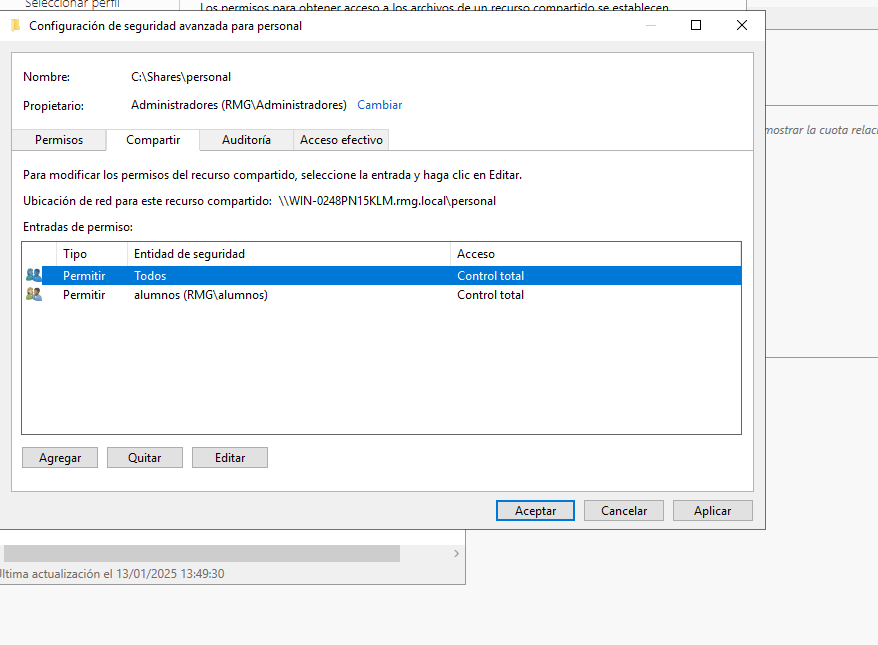 Seleccionar perfil
Los permisos para obtener acceso a los archivos de un recurso compartido se establecen
Configuración de seguridad avanzada para personal
Nombre: C:\Shares\personal
Propietario: Administradores (RMG\Administradores) Cambiar
mostrar la cuota relac
Permisos Compartir Auditoría Acceso efectivo
Para modificar los permisos del recurso compartido, seleccione la entrada y haga clic en Editar.
Ubicación de red para este recurso compartido: \\WIN-0248PN15KLM.rmg.local\personal
Entradas de permiso:
Tipo Entidad de seguridad Acceso
Permitir Todos Control total
Permitir alumnos (RMG\alumnos) Control total
Agregar Quitar Editar
Aceptar Cancelar Aplicar
ltima actualización el 13/01/2025 13:49:30